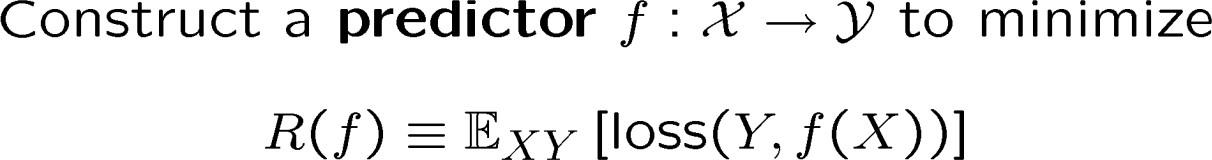 Construct a predictor f : 𝒳 → 𝒴 to minimize
R(f) ≡ 𝔼_{XY} [loss(Y, f(X))]